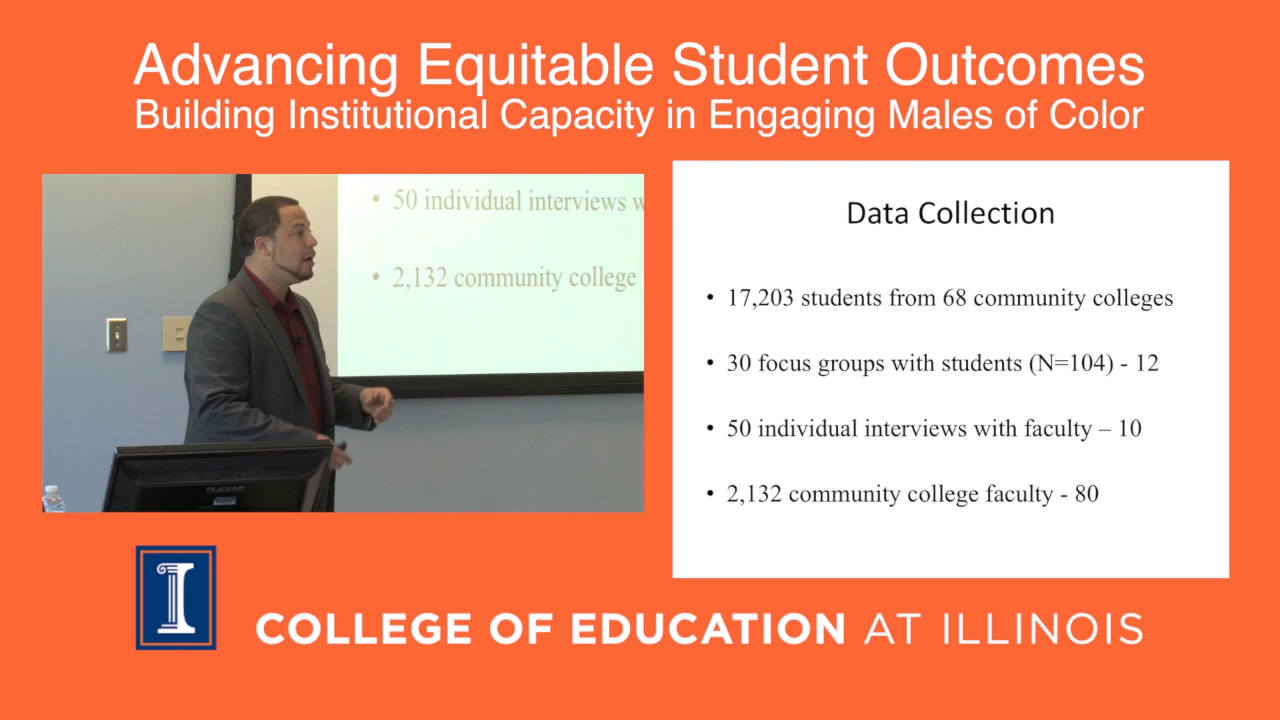 Advancing Equitable Student Outcomes
Building Institutional Capacity in Engaging Males of Color
• 50 individual interviews w
• 2,132 community college
PLANAR
Data Collection
• 17,203 students from 68 community colleges
• 30 focus groups with students (N=104) - 12
• 50 individual interviews with faculty – 10
• 2,132 community college faculty - 80
I
COLLEGE OF EDUCATION AT ILLINOIS